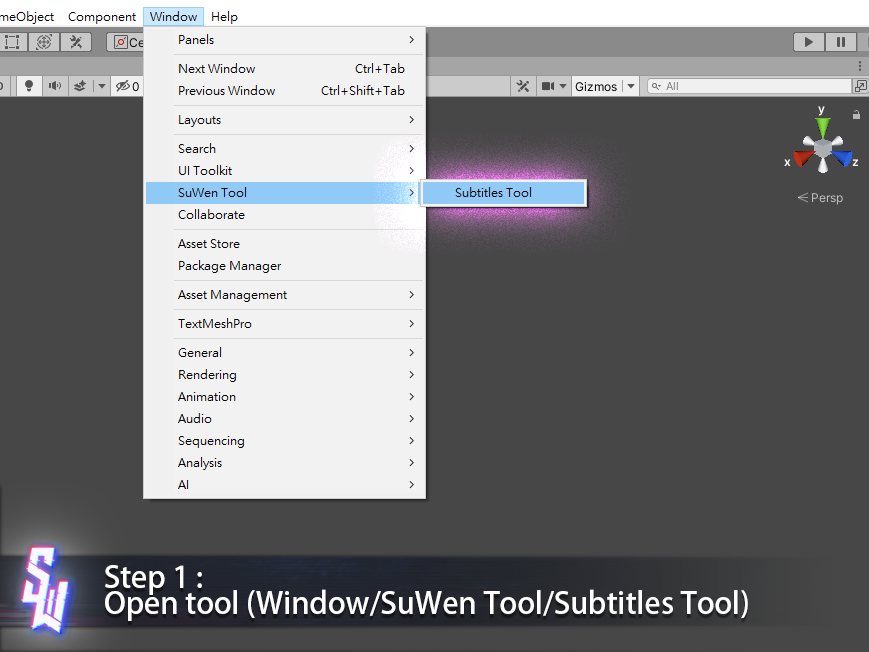 meObject Component Window Help
Ce
Panels
Next Window Ctrl+Tab
Previous Window Ctrl+Shift+Tab
0 Gizmos All
Layouts
Search
UI Toolkit
SuWen Tool Subtitles Tool
Collaborate
Asset Store
Package Manager
Asset Management
TextMeshPro
General
Rendering
Animation
Audio
Sequencing
Analysis
AI
y
x z
Persp
SW
Step 1 :
Open tool (Window/SuWen Tool/Subtitles Tool)